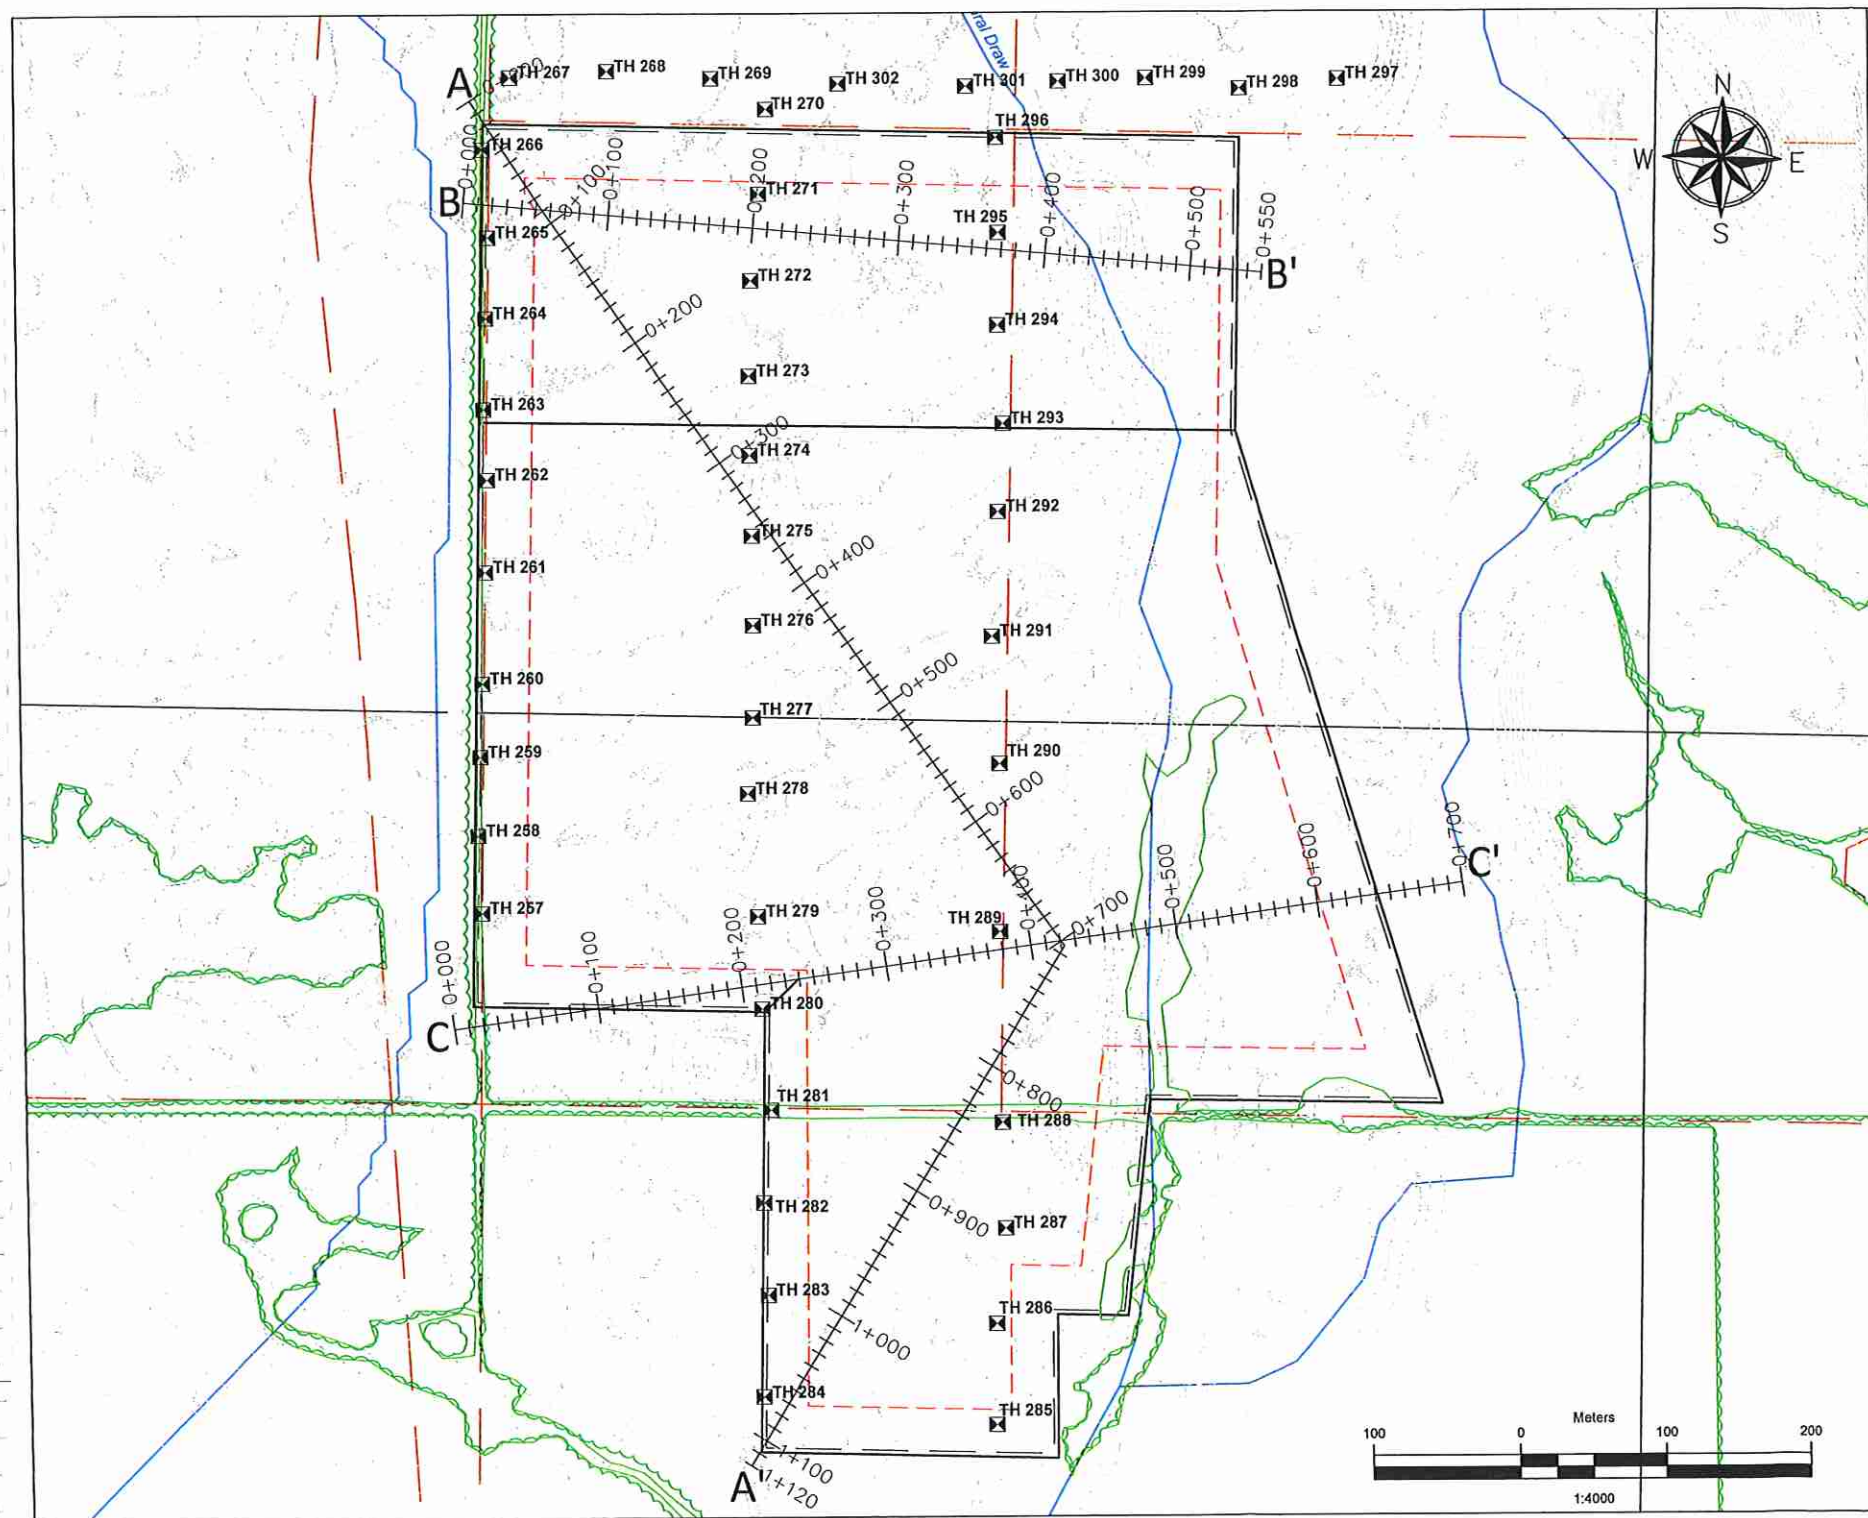 ral Draw
N
W
E
S
A
0+000
TH 267
TH 268
TH 269
TH 302
TH 301
TH 300
TH 299
TH 298
TH 297
TH 270
TH 296
TH 266
0+000
0+100
0+100
0+200
TH 271
0+300
0+400
0+500
0+550
B
TH 265
TH 295
B'
TH 272
TH 264
0+200
TH 294
TH 273
TH 263
0+300
TH 293
TH 274
TH 262
TH 292
TH 275
0+400
TH 261
TH 276
TH 291
TH 260
0+500
TH 277
TH 259
TH 290
TH 278
0+600
TH 258
0+700
0+600
0+500
C'
TH 257
TH 279
0+300
0+200
TH 289
0+400
0+700
0+100
0+000
C
TH 280
0+800
TH 281
TH 288
TH 282
0+900
TH 287
TH 283
TH 286
1+000
TH 284
TH 285
1+100
A'
1+120
Meters
100
0
100
200
1:4000